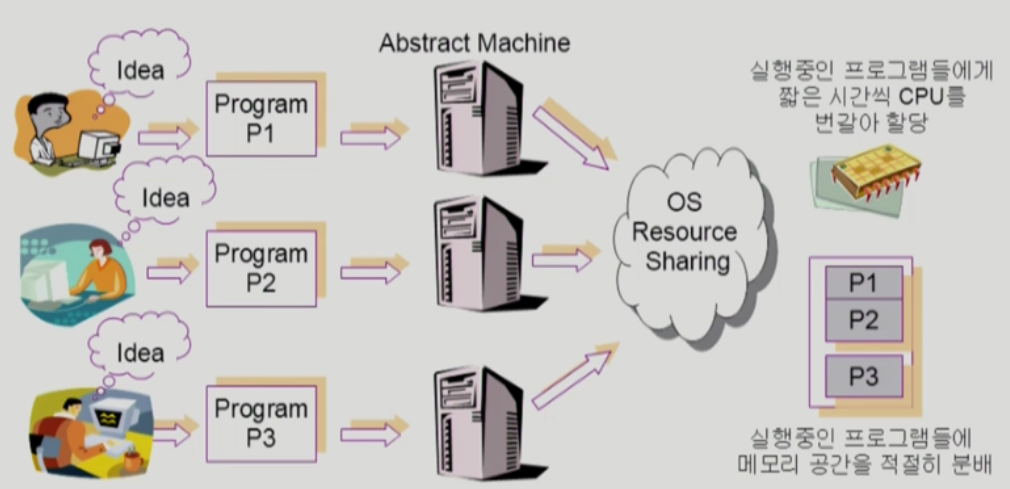 Abstract Machine
Idea
Program
P1
Idea
Program
P2
Idea
Program
P3
OS
Resource
Sharing
실행중인 프로그램들에게
짧은 시간씩 CPU를
번갈아 할당
P1
P2
P3
실행중인 프로그램들에
메모리 공간을 적절히 분배